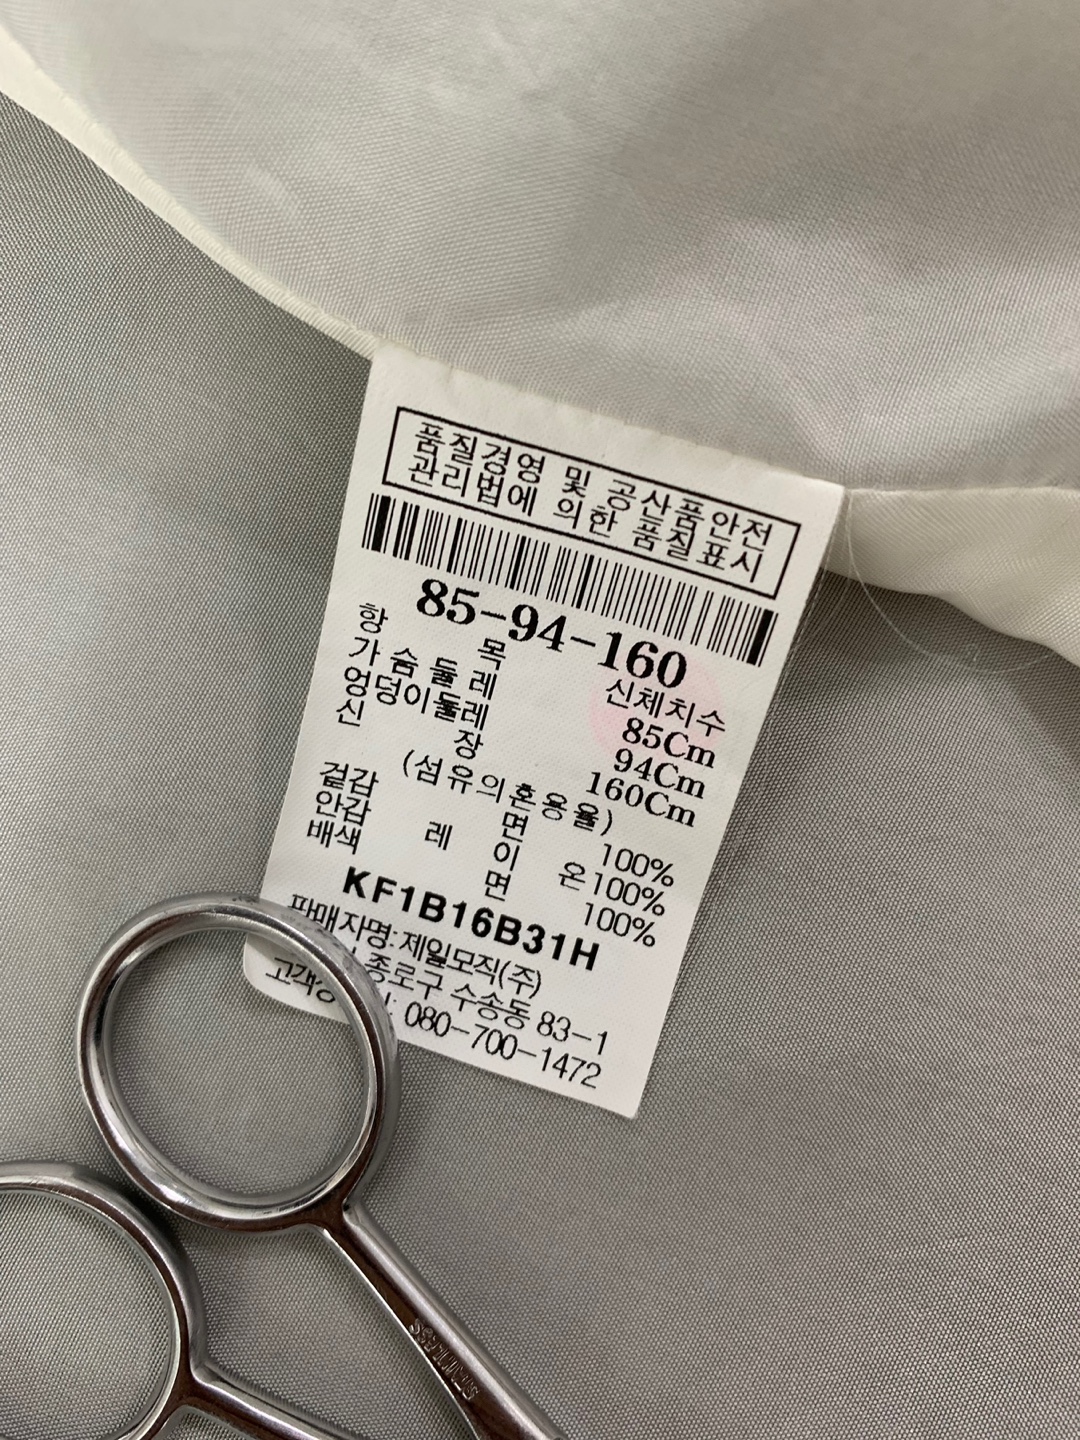 품질경영 및 공산품안전
관리법에 의한 품질표시
85-94-160
항 목 신체치수
가슴둘레 85Cm
엉덩이둘레 94Cm
신 장 160Cm
(섬유의혼용율)
겉감 면 100%
안감 레이온100%
배색 면 100%
KF1B16B31H
판매자명: 제일모직(주)
종로구 수송동 83-1
080-700-1472
STAINLESS